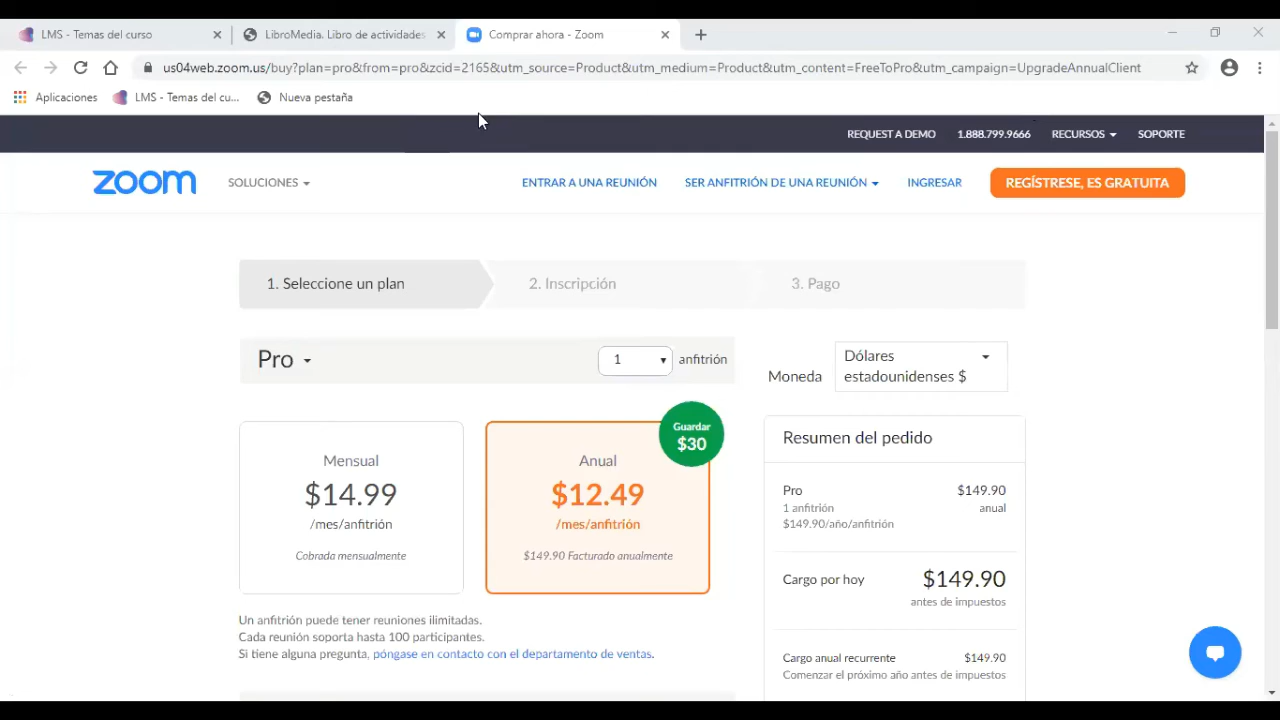 LMS - Temas del curso
LibroMedia. Libro de actividades
Comprar ahora - Zoom
us04web.zoom.us/buy?plan=pro&from=pro&zcid=2165&utm_source=Product&utm_medium=Product&utm_content=FreeToPro&utm_campaign=UpgradeAnnualClient
Aplicaciones
LMS - Temas del cu...
Nueva pestaña
REQUEST A DEMO
1.888.799.9666
RECURSOS
SOPORTE
zoom
SOLUCIONES
ENTRAR A UNA REUNIÓN
SER ANFITRIÓN DE UNA REUNIÓN
INGRESAR
REGÍSTRESE, ES GRATUITA
1. Seleccione un plan
2. Inscripción
3. Pago
Pro
1
anfitrión
Moneda
Dólares
estadounidenses $
Guardar
$30
Mensual
$14.99
/mes/anfitrión
Cobrada mensualmente
Anual
$12.49
/mes/anfitrión
$149.90 Facturado anualmente
Un anfitrión puede tener reuniones ilimitadas.
Cada reunión soporta hasta 100 participantes.
Si tiene alguna pregunta, póngase en contacto con el departamento de ventas.
Resumen del pedido
Pro $149.90
1 anfitrión anual
$149.90/año/anfitrión
Cargo por hoy $149.90
antes de impuestos
Cargo anual recurrente $149.90
Comenzar el próximo año antes de impuestos